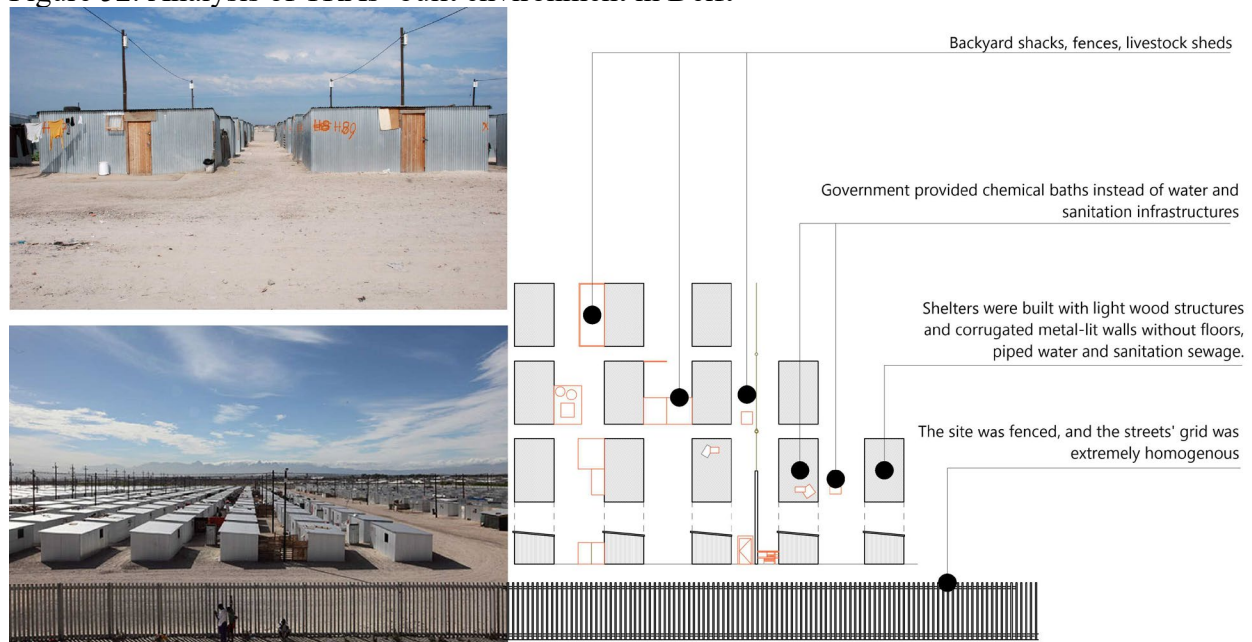 Backyard shacks, fences, livestock sheds
Government provided chemical baths instead of water and
sanitation infrastructures
Shelters were built with light wood structures
and corrugated metal-lit walls without floors,
piped water and sanitation sewage.
The site was fenced, and the streets' grid was
extremely homogenous
H89